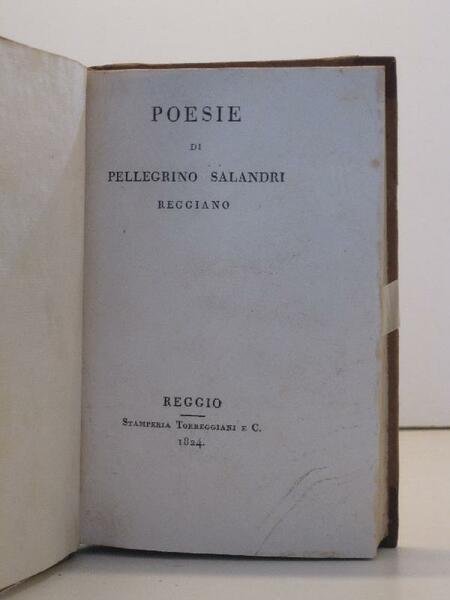 POESIE
DI
PELLEGRINO SALANDRI
REGGIANO
REGGIO
STAMPERIA TORREGGIANI E C.
1824.